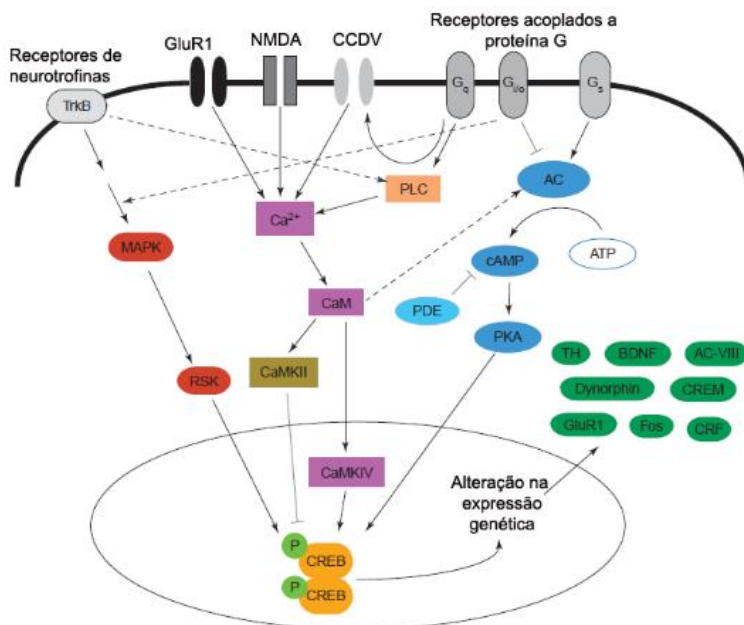 Receptores de
neurotrofinas
GluR1
NMDA
CCDV
Receptores acoplados a
proteína G
TrkB
Gq
Gi/o
Gs
PLC
AC
Ca2+
MAPK
cAMP
ATP
CaM
PDE
PKA
CaMKII
RSK
TH
BDNF
AC-VIII
Dynorphin
CREM
GluR1
Fos
CRF
CaMKIV
Alteração na
expressão
genética
P
CREB
P
CREB